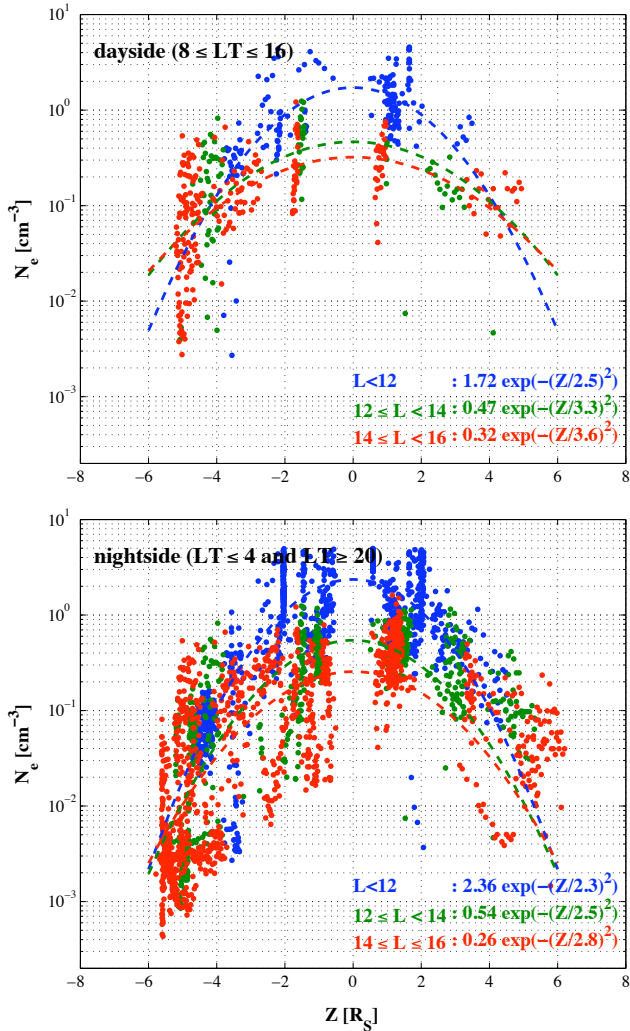 dayside (8 ≤ LT ≤ 16)
10^1
10^0
10^−1
10^−2
10^−3
N_e [cm^−3]
L<12 : 1.72 exp(−(Z/2.5)^2)
12 ≤ L < 14 : 0.47 exp(−(Z/3.3)^2)
14 ≤ L < 16 : 0.32 exp(−(Z/3.6)^2)
−8 −6 −4 −2 0 2 4 6 8
nightside (LT ≤ 4 and LT ≥ 20)
10^1
10^0
10^−1
10^−2
10^−3
N_e [cm^−3]
L<12 : 2.36 exp(−(Z/2.3)^2)
12 ≤ L < 14 : 0.54 exp(−(Z/2.5)^2)
14 ≤ L ≤ 16 : 0.26 exp(−(Z/2.8)^2)
−8 −6 −4 −2 0 2 4 6 8
Z [R_S]